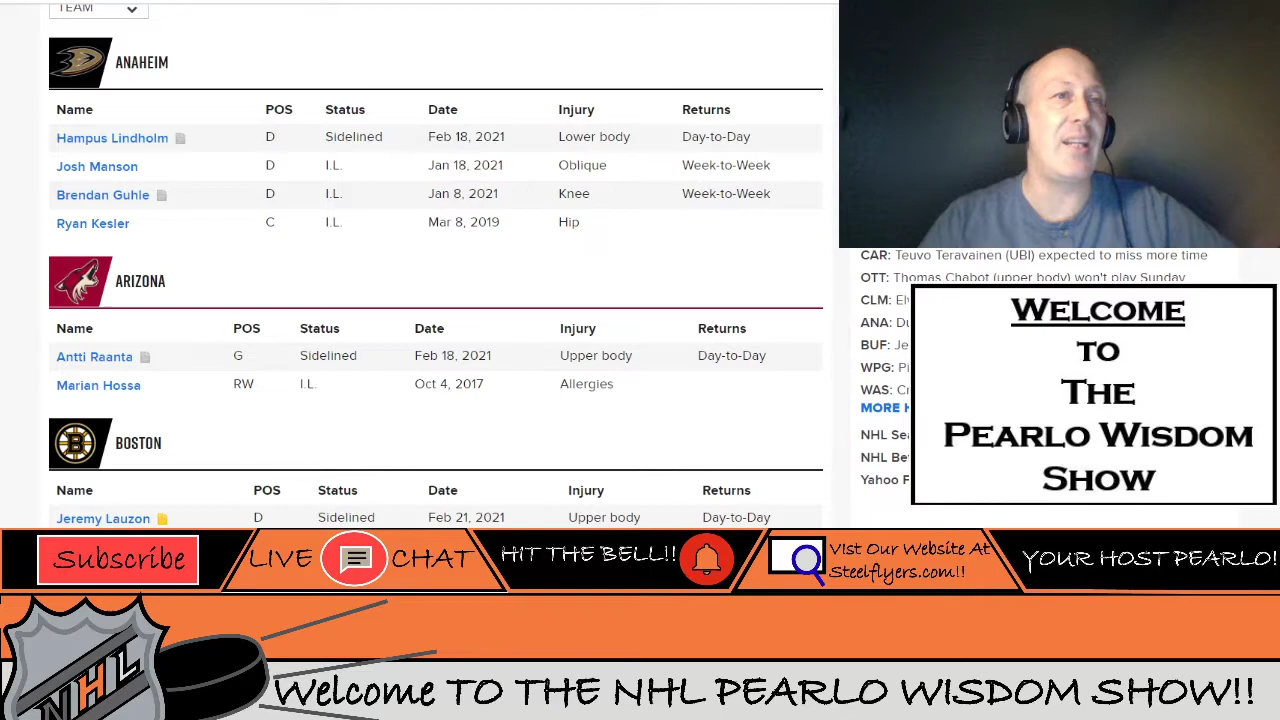 TEAM
ANAHEIM
Name POS Status Date Injury Returns
Hampus Lindholm D Sidelined Feb 18, 2021 Lower body Day-to-Day
Josh Manson D I.L. Jan 18, 2021 Oblique Week-to-Week
Brendan Guhle D I.L. Jan 8, 2021 Knee Week-to-Week
Ryan Kesler C I.L. Mar 8, 2019 Hip
ARIZONA
Name POS Status Date Injury Returns
Antti Raanta G Sidelined Feb 18, 2021 Upper body Day-to-Day
Marian Hossa RW I.L. Oct 4, 2017 Allergies
BOSTON
Name POS Status Date Injury Returns
Jeremy Lauzon D Sidelined Feb 21, 2021 Upper body Day-to-Day
CAR: Teuvo Teravainen (UBI) expected to miss more time
OTT: Thomas Chabot (upper body) won't play Sunday
CLM:
ANA:
BUF:
WPG:
WAS:
MORE
NHL
NHL
Yahoo
WELCOME
TO
THE
PEARLO WISDOM
SHOW
Subscribe
LIVE CHAT
HIT THE BELL!!
Vist Our Website At
Steelflyers.com!!
YOUR HOST PEARLO!
NHL
Welcome TO THE NHL PEARLO WISDOM SHOW!!